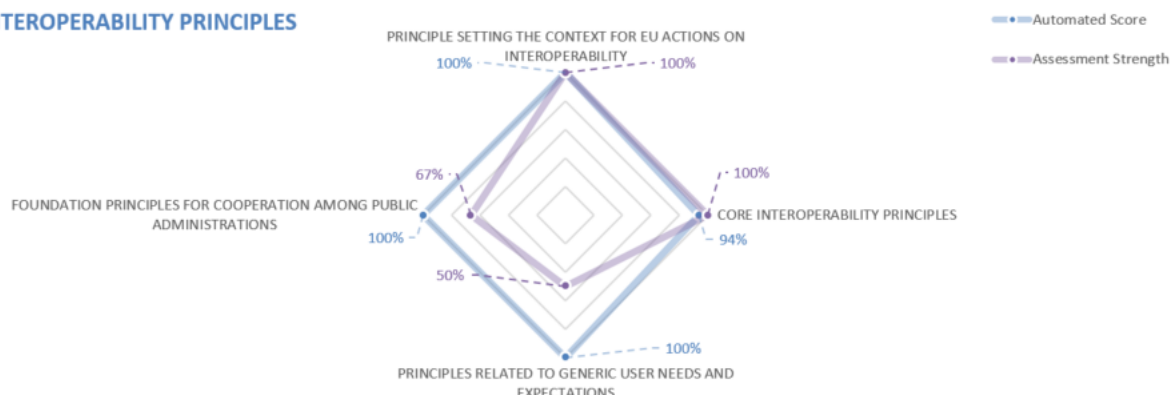 TEROPERABILITY PRINCIPLES
Automated Score
Assessment Strength
PRINCIPLE SETTING THE CONTEXT FOR EU ACTIONS ON
INTEROPERABILITY
100%
100%
67%
100%
FOUNDATION PRINCIPLES FOR COOPERATION AMONG PUBLIC
ADMINISTRATIONS
CORE INTEROPERABILITY PRINCIPLES
100%
94%
50%
100%
PRINCIPLES RELATED TO GENERIC USER NEEDS AND
EXPECTATIONS